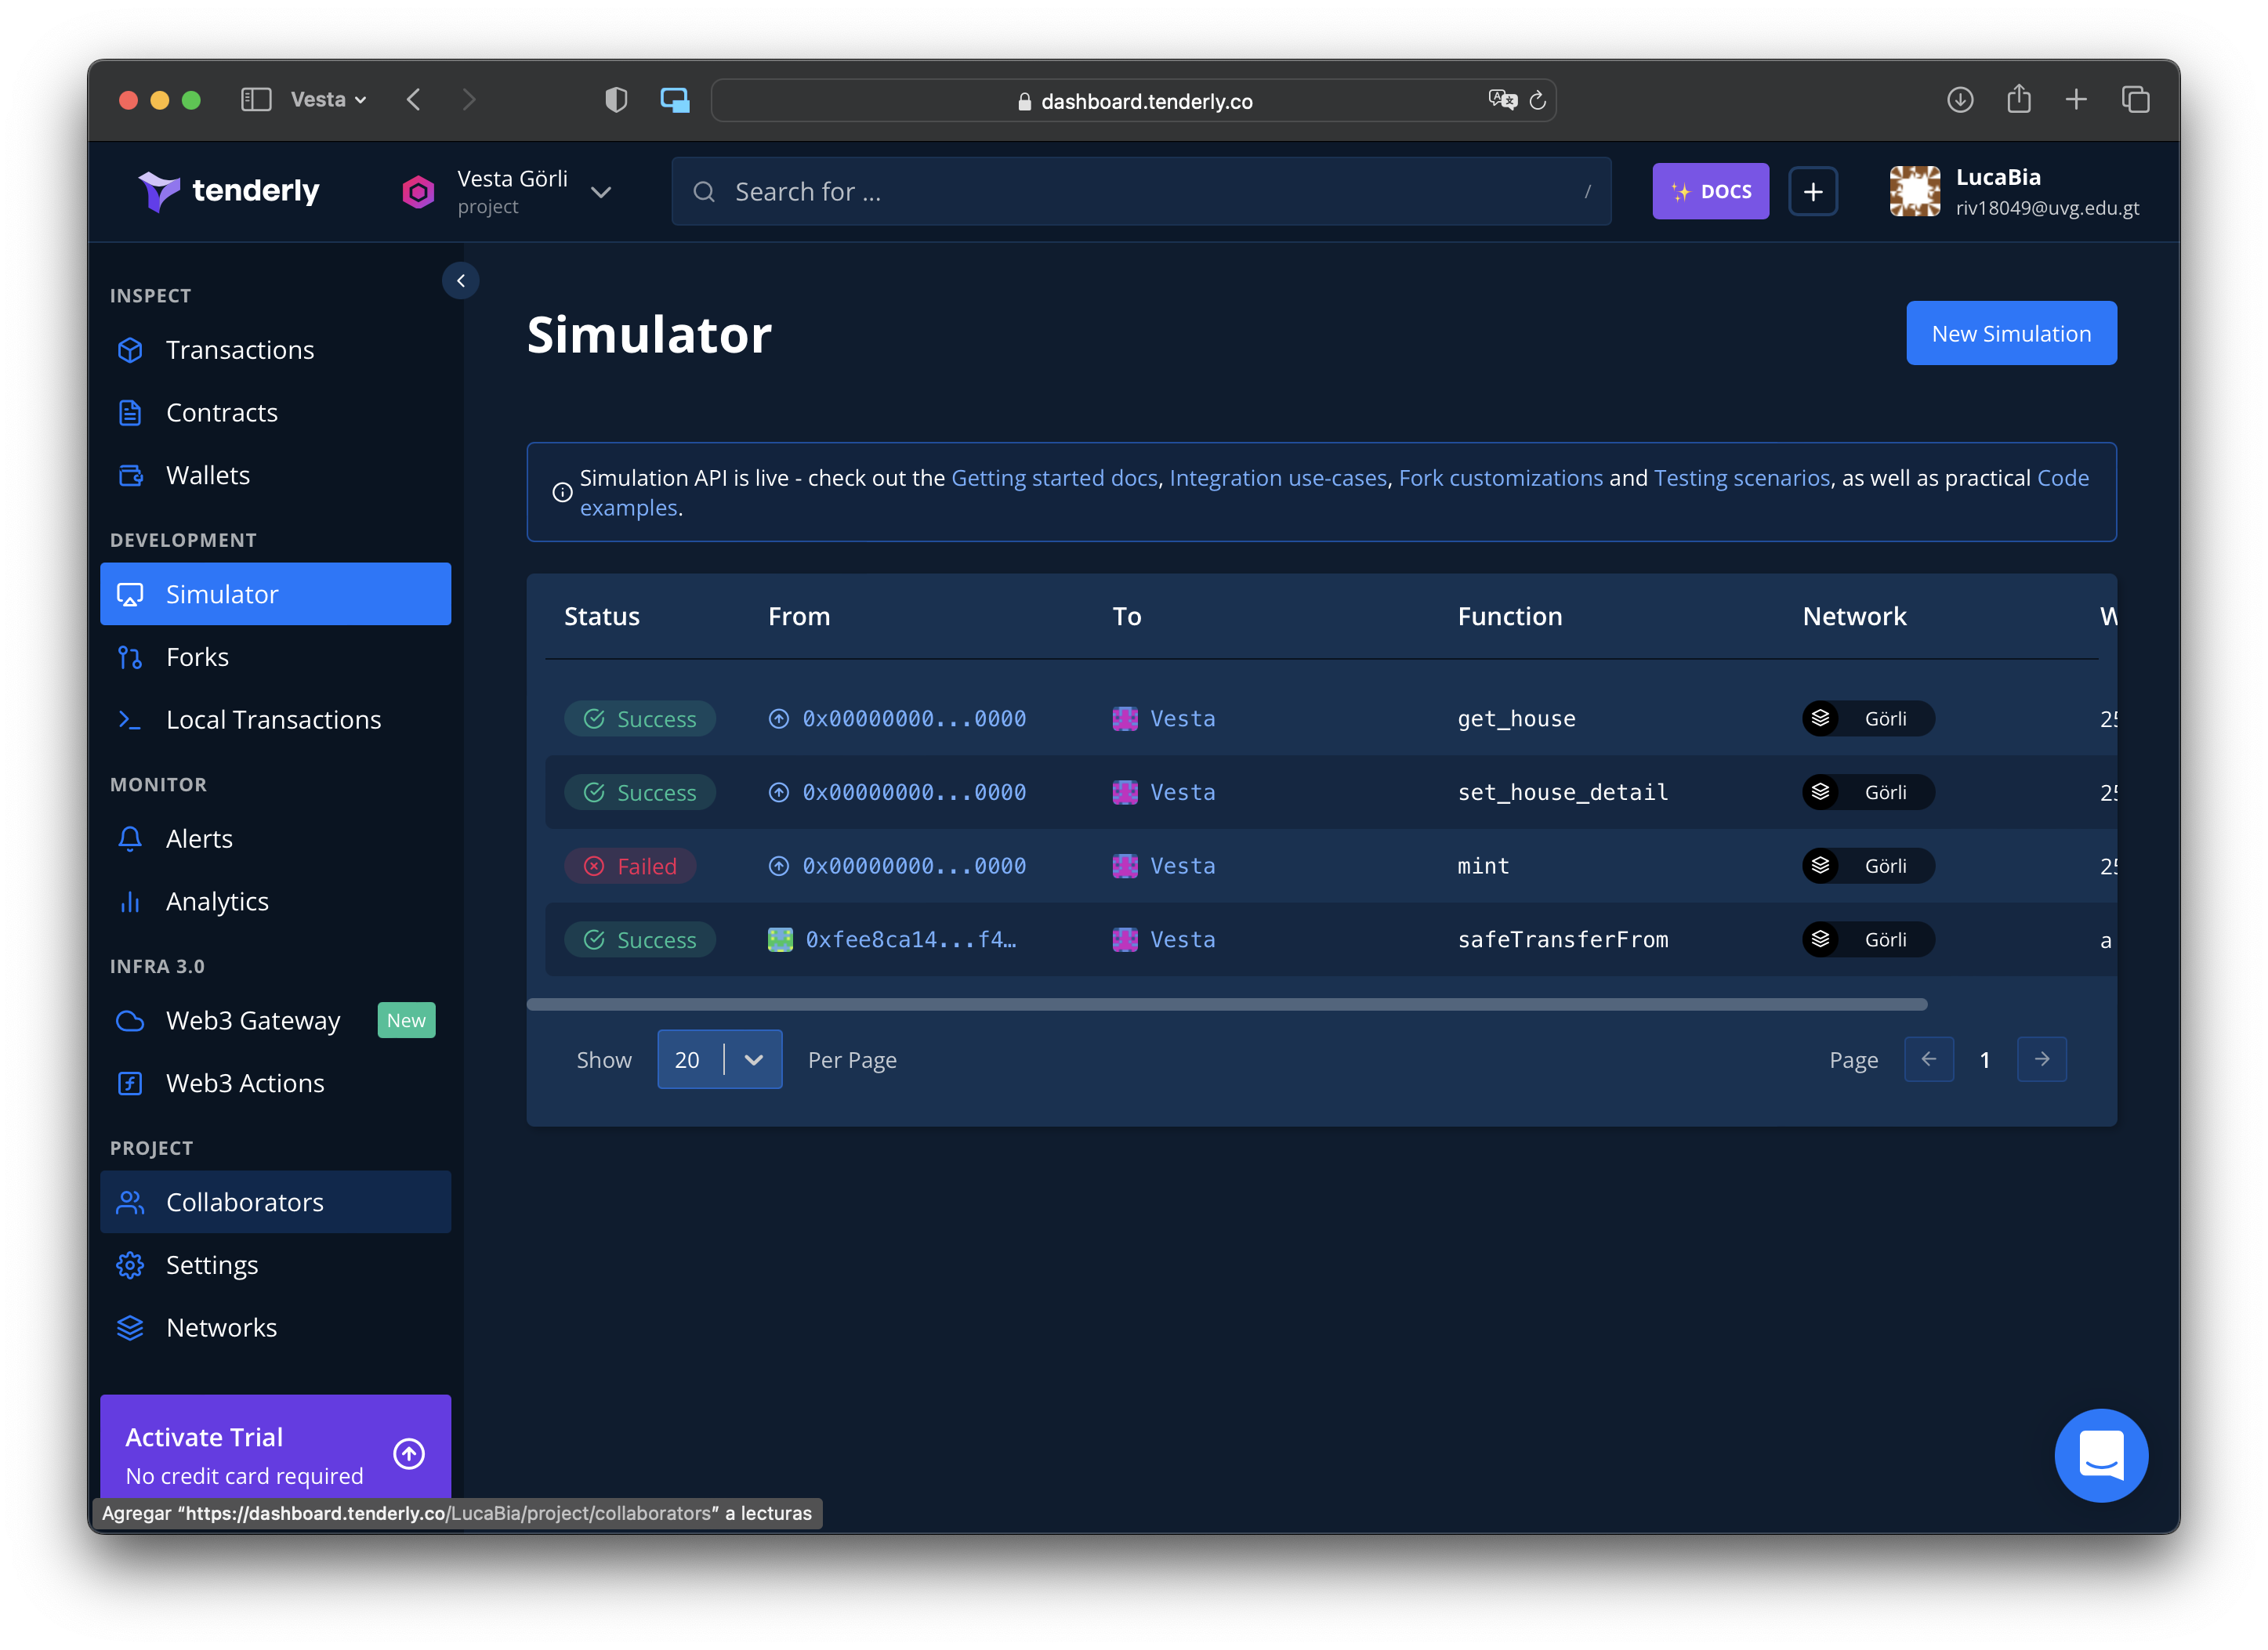 Vesta
dashboard.tenderly.co
tenderly
Vesta Görli
project
Search for ...
/
✨ DOCS
LucaBia
riv18049@uvg.edu.gt
INSPECT
Transactions
Contracts
Wallets
DEVELOPMENT
Simulator
Forks
Local Transactions
MONITOR
Alerts
Analytics
INFRA 3.0
Web3 Gateway New
Web3 Actions
PROJECT
Collaborators
Settings
Networks
Activate Trial
No credit card required
Simulator
New Simulation
Simulation API is live - check out the Getting started docs, Integration use-cases, Fork customizations and Testing scenarios, as well as practical Code
examples.
Status From To Function Network
Success 0x00000000...0000 Vesta get_house Görli
Success 0x00000000...0000 Vesta set_house_detail Görli
Failed 0x00000000...0000 Vesta mint Görli
Success 0xfee8ca14...f4… Vesta safeTransferFrom Görli a
Show 20 Per Page Page 1
Agregar “https://dashboard.tenderly.co/LucaBia/project/collaborators” a lecturas